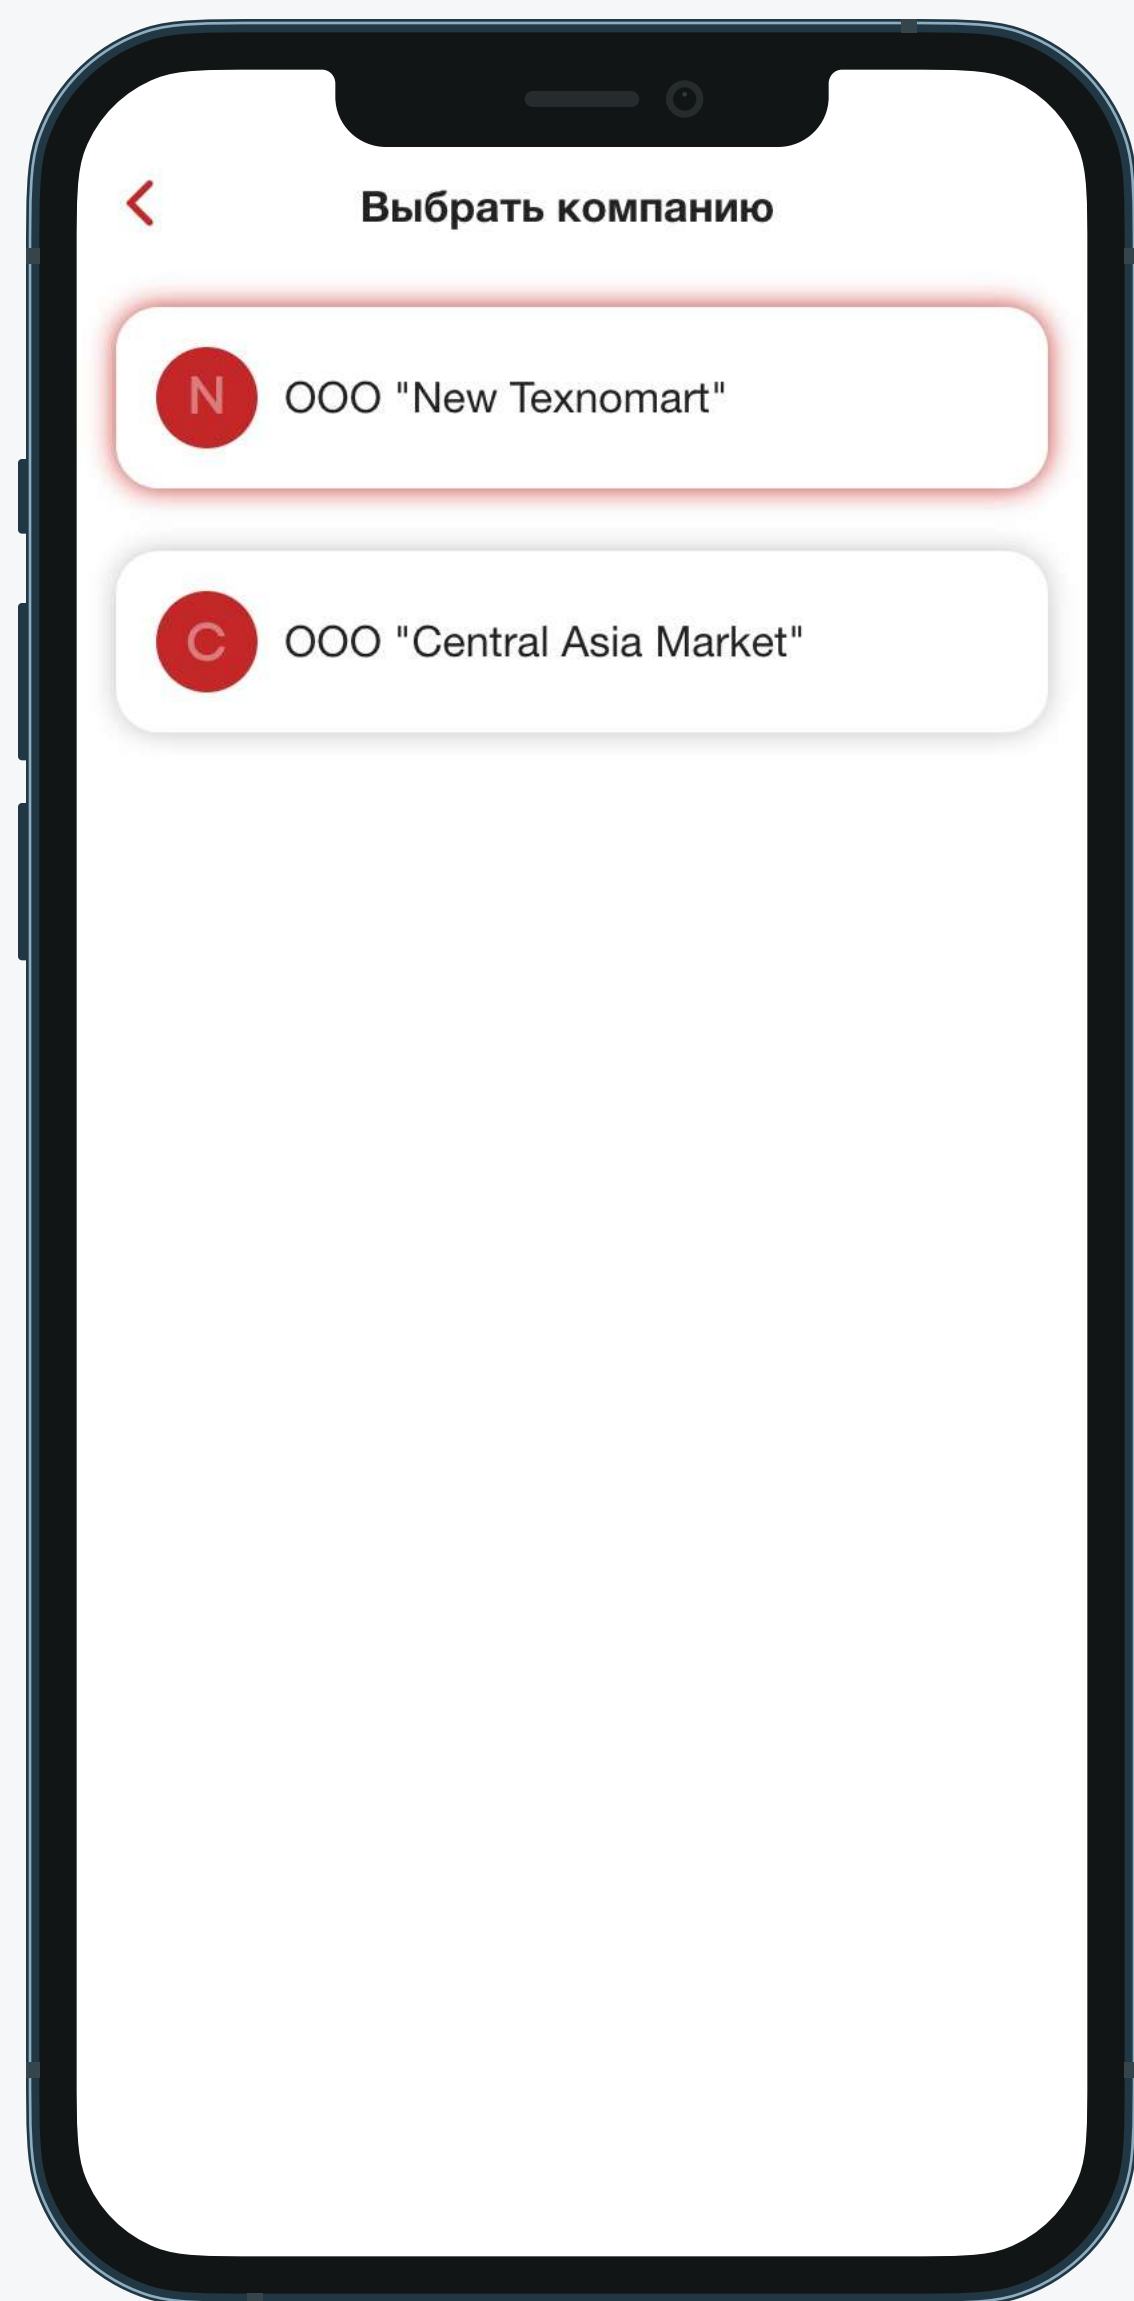 Выбрать компанию
N
ООО "New Texnomart"
C
ООО "Central Asia Market"